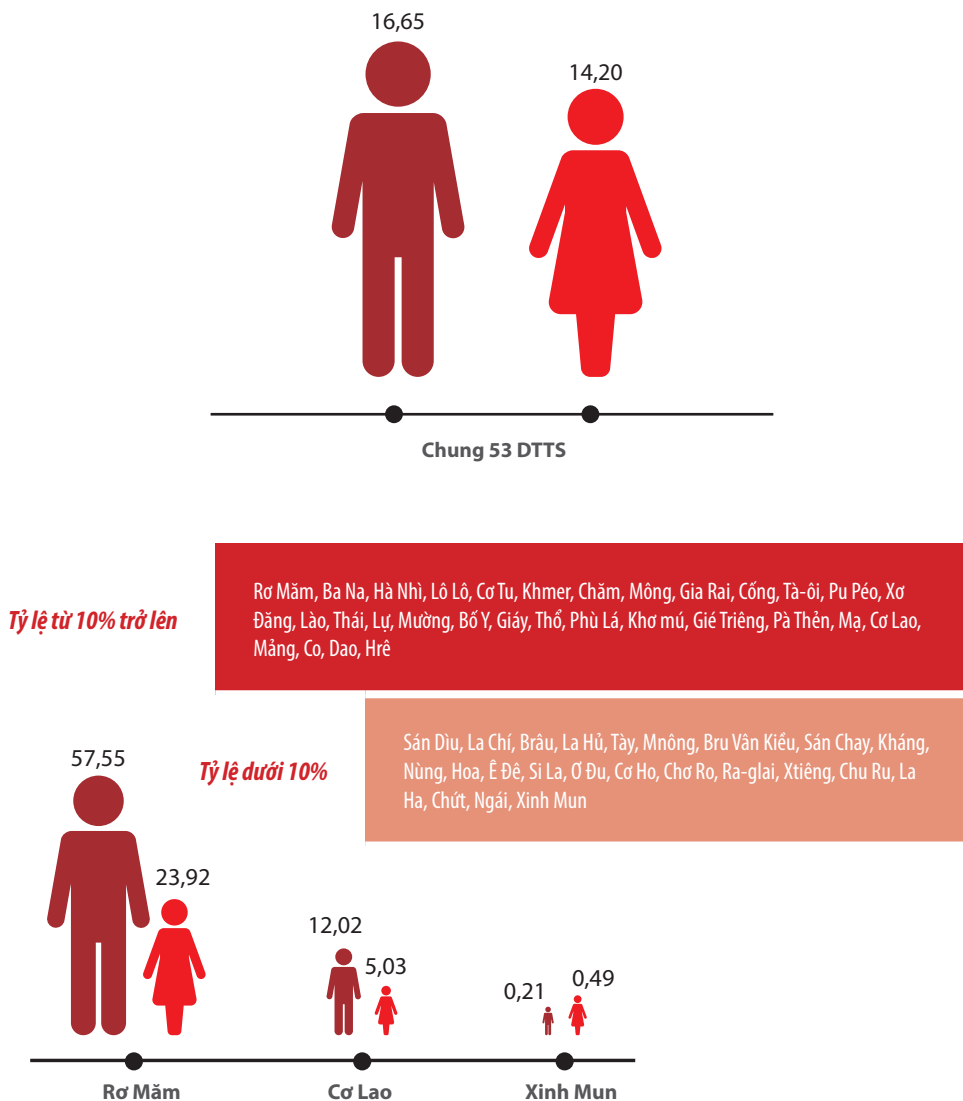 16,65
14,20
Chung 53 DTTS
Tỷ lệ từ 10% trở lên
Rơ Măm, Ba Na, Hà Nhì, Lô Lô, Cơ Tu, Khmer, Chăm, Mông, Gia Rai, Cống, Tà-ôi, Pu Péo, Xơ
Đăng, Lào, Thái, Lự, Mường, Bố Y, Giáy, Thổ, Phù Lá, Khơ mú, Gié Triêng, Pà Thẻn, Mạ, Cơ Lao,
Mảng, Co, Dao, Hrê
Tỷ lệ dưới 10%
Sán Dìu, La Chí, Brâu, La Hủ, Tày, Mnông, Bru Vân Kiều, Sán Chay, Kháng,
Nùng, Hoa, Ê Đê, Si La, Ơ Đu, Cơ Ho, Chơ Ro, Ra-glai, Xtiêng, Chu Ru, La
Ha, Chứt, Ngái, Xinh Mun
57,55
23,92
12,02
5,03
0,21
0,49
Rơ Măm
Cơ Lao
Xinh Mun